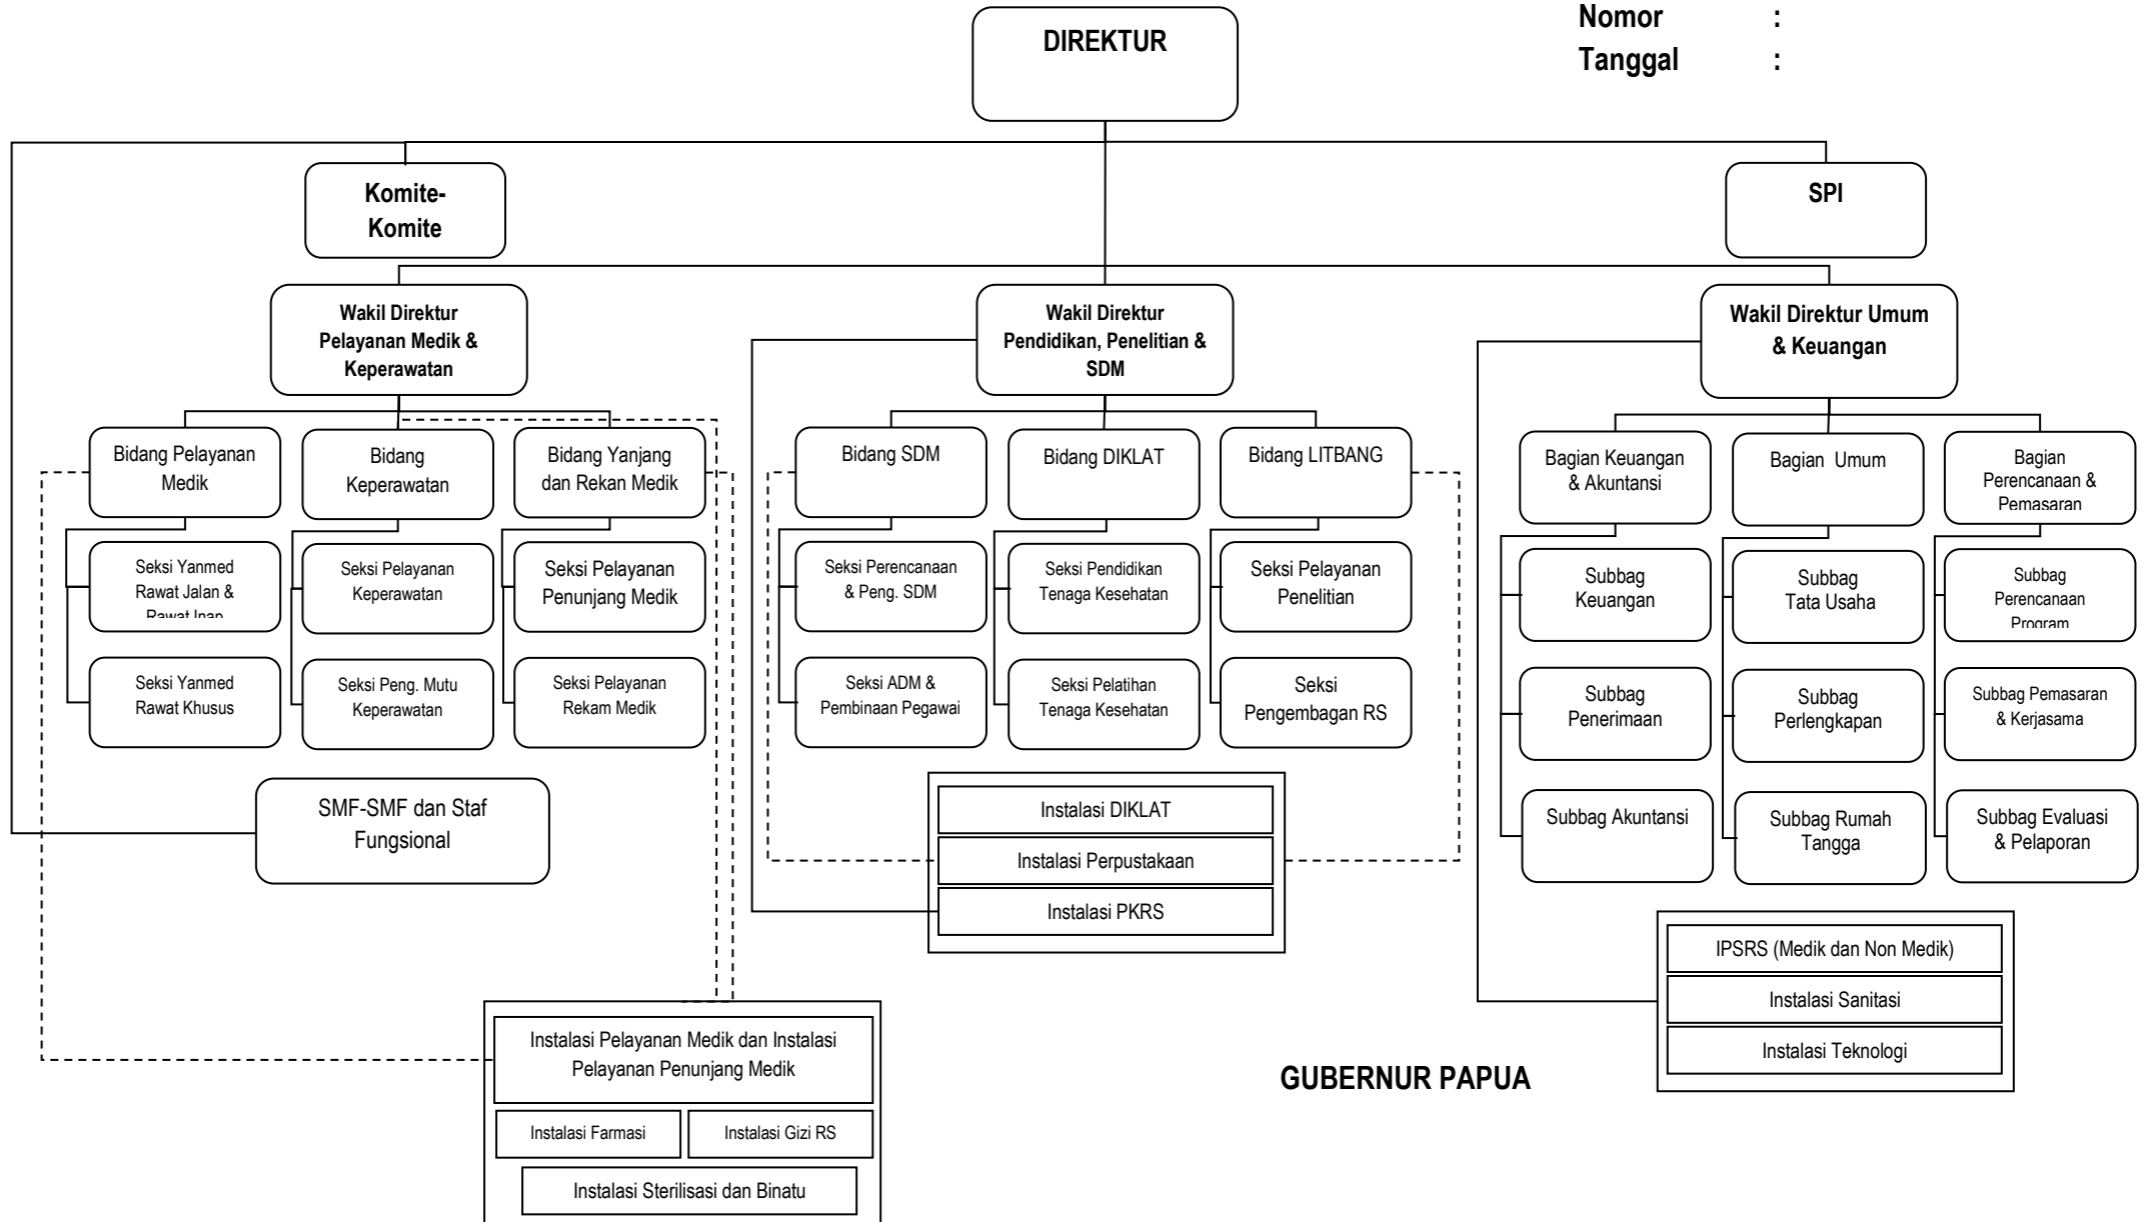 Nomor :
Tanggal :
DIREKTUR
Komite-
Komite
SPI
Wakil Direktur
Pelayanan Medik &
Keperawatan
Wakil Direktur
Pendidikan, Penelitian &
SDM
Wakil Direktur Umum
& Keuangan
Bidang Pelayanan
Medik
Bidang
Keperawatan
Bidang Yanjang
dan Rekan Medik
Bidang SDM
Bidang DIKLAT
Bidang LITBANG
Bagian Keuangan
& Akuntansi
Bagian Umum
Bagian
Perencanaan &
Pemasaran
Seksi Yanmed
Rawat Jalan &
Rawat Inap
Seksi Pelayanan
Keperawatan
Seksi Pelayanan
Penunjang Medik
Seksi Perencanaan
& Peng. SDM
Seksi Pendidikan
Tenaga Kesehatan
Seksi Pelayanan
Penelitian
Subbag
Keuangan
Subbag
Tata Usaha
Subbag
Perencanaan
Program
Seksi Yanmed
Rawat Khusus
Seksi Peng. Mutu
Keperawatan
Seksi Pelayanan
Rekam Medik
Seksi ADM &
Pembinaan Pegawai
Seksi Pelatihan
Tenaga Kesehatan
Seksi
Pengembagan RS
Subbag
Penerimaan
Subbag
Perlengkapan
Subbag Pemasaran
& Kerjasama
SMF-SMF dan Staf
Fungsional
Instalasi DIKLAT
Instalasi Perpustakaan
Instalasi PKRS
Subbag Akuntansi
Subbag Rumah
Tangga
Subbag Evaluasi
& Pelaporan
IPSRS (Medik dan Non Medik)
Instalasi Sanitasi
Instalasi Teknologi
Instalasi Pelayanan Medik dan Instalasi
Pelayanan Penunjang Medik
Instalasi Farmasi
Instalasi Gizi RS
Instalasi Sterilisasi dan Binatu
GUBERNUR PAPUA